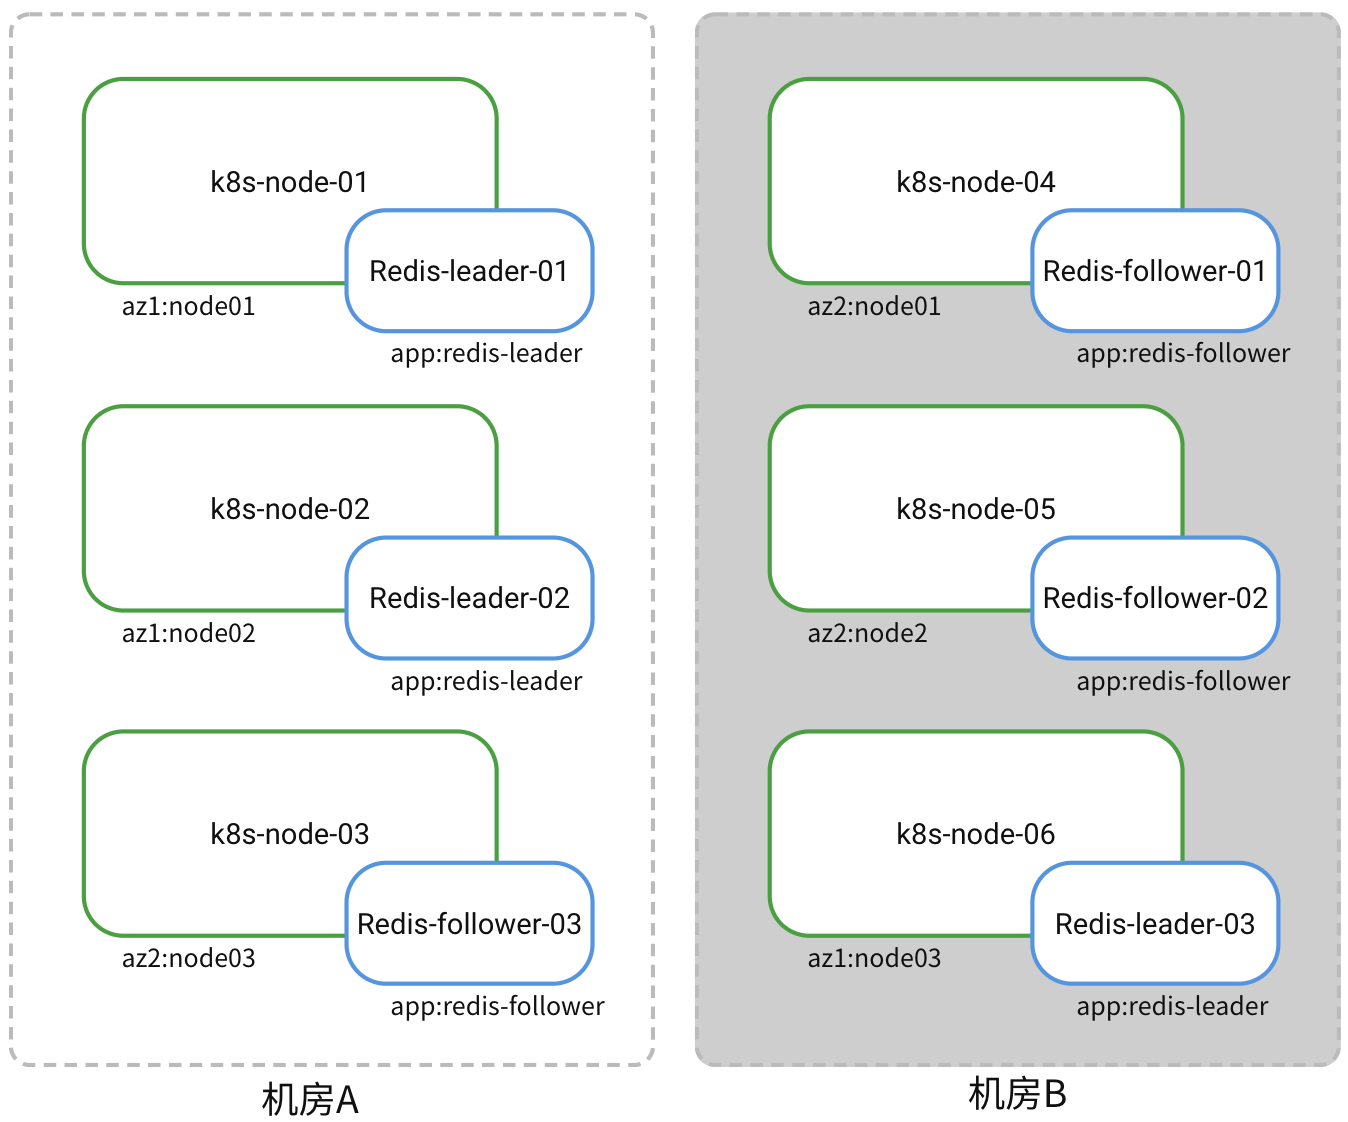 k8s-node-01
Redis-leader-01
az1:node01
app:redis-leader
k8s-node-02
Redis-leader-02
az1:node02
app:redis-leader
k8s-node-03
Redis-follower-03
az2:node03
app:redis-follower
机房A
k8s-node-04
Redis-follower-01
az2:node01
app:redis-follower
k8s-node-05
Redis-follower-02
az2:node2
app:redis-follower
k8s-node-06
Redis-leader-03
az1:node03
app:redis-leader
机房B